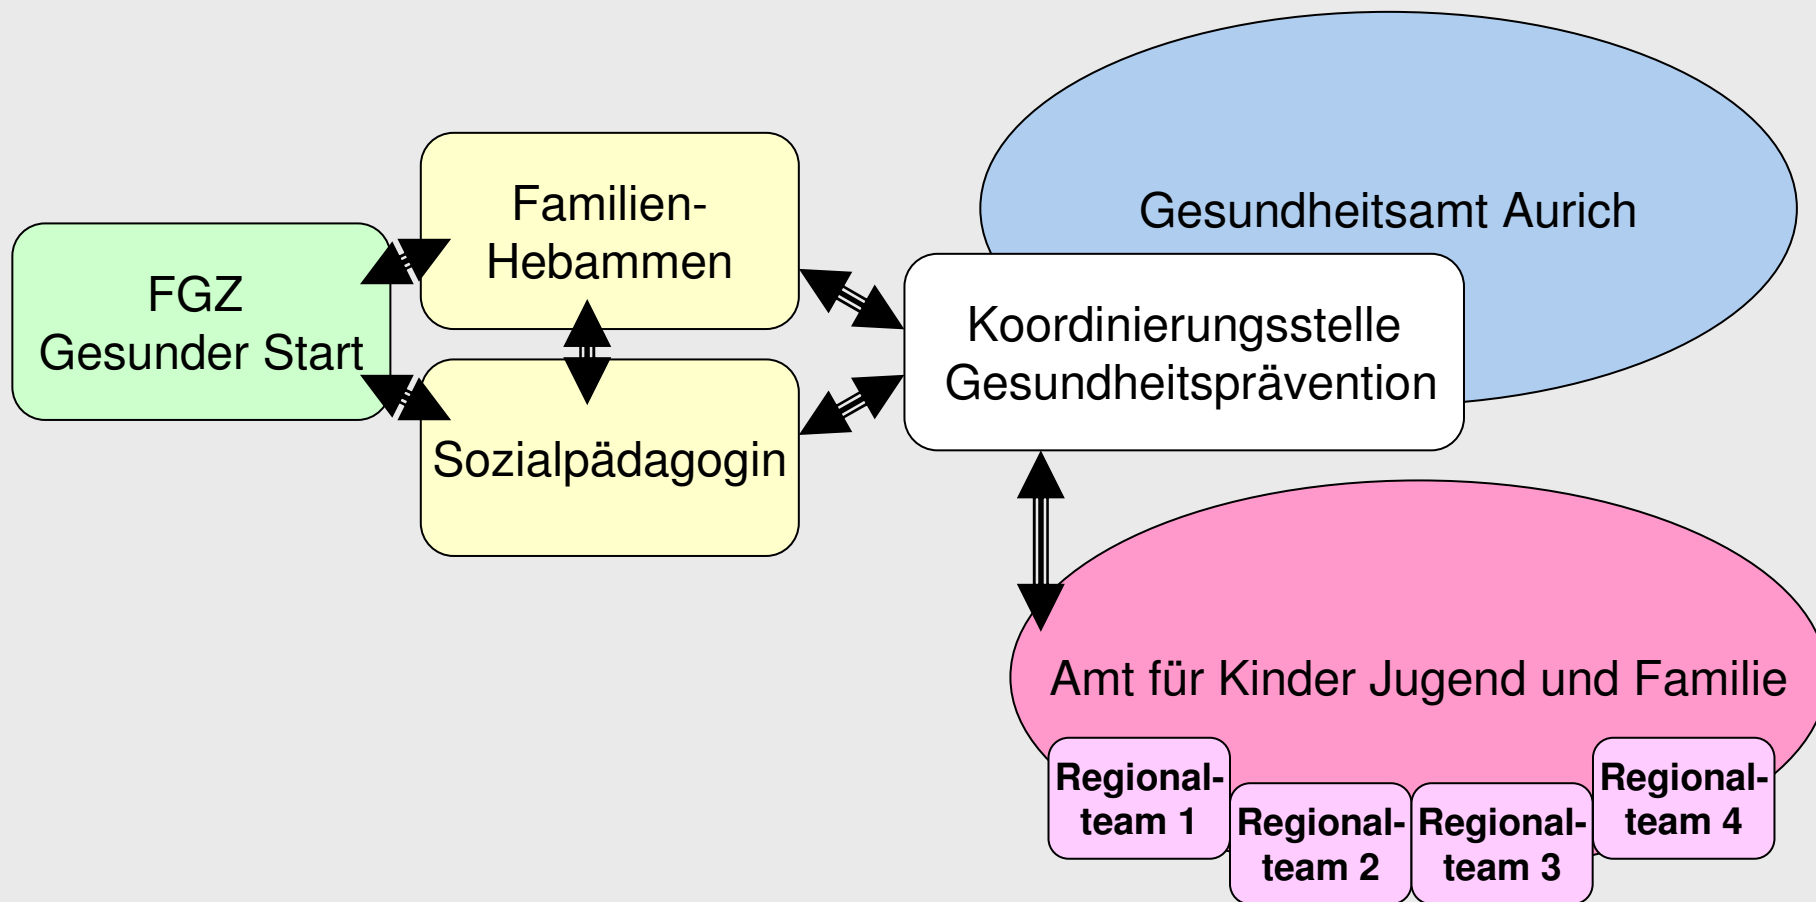 FGZ
Gesunder Start
Familien-
Hebammen
Sozialpädagogin
Gesundheitsamt Aurich
Koordinierungsstelle
Gesundheitsprävention
Amt für Kinder Jugend und Familie
Regional-
team 1
Regional-
team 2
Regional-
team 3
Regional-
team 4